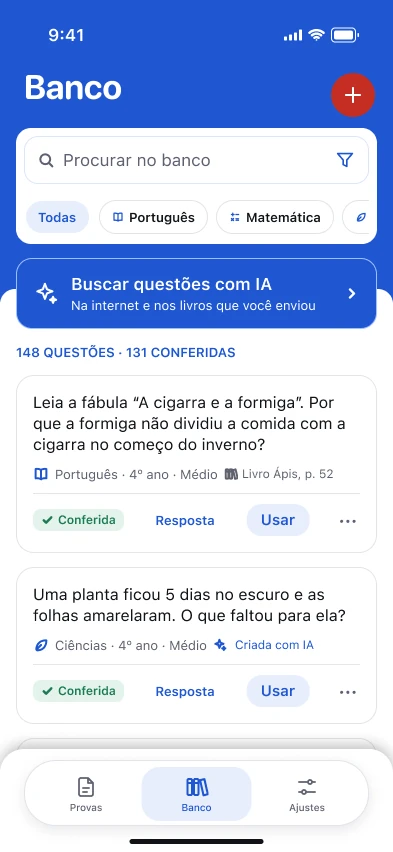 9:41
Banco
Procurar no banco
Todas
Português
Matemática
Buscar questões com IA
Na internet e nos livros que você enviou
148 QUESTÕES · 131 CONFERIDAS
Leia a fábula “A cigarra e a formiga”. Por
que a formiga não dividiu a comida com a
cigarra no começo do inverno?
Português · 4º ano · Médio Livro Ápis, p. 52
Conferida Resposta Usar
Uma planta ficou 5 dias no escuro e as
folhas amarelaram. O que faltou para ela?
Ciências · 4º ano · Médio Criada com IA
Conferida Resposta Usar
Provas Banco Ajustes